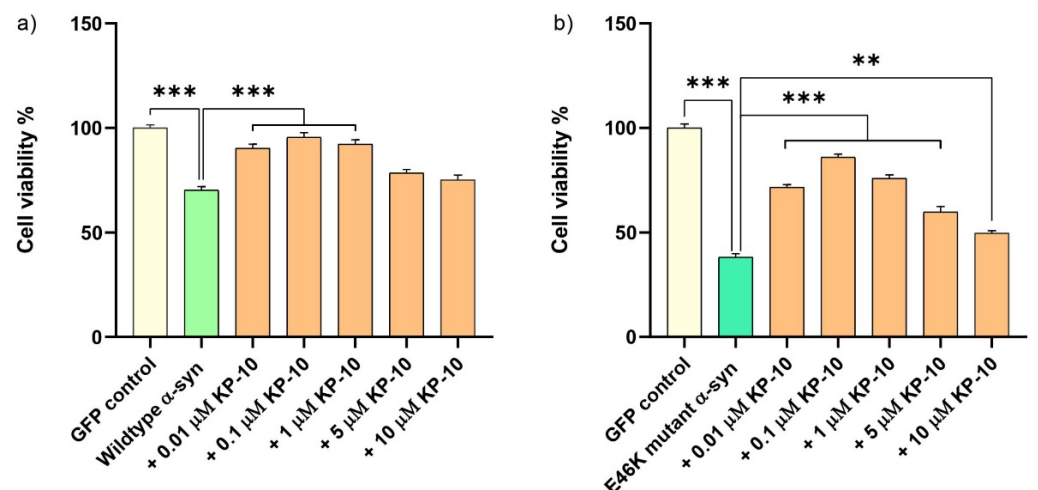 a)
Cell viability %
150
100
50
0
***
***
GFP control
Wildtype α-syn
+ 0.01 μM KP-10
+ 0.1 μM KP-10
+ 1 μM KP-10
+ 5 μM KP-10
+ 10 μM KP-10
b)
Cell viability %
150
100
50
0
***
***
**
GFP control
E46K mutant α-syn
+ 0.01 μM KP-10
+ 0.1 μM KP-10
+ 1 μM KP-10
+ 5 μM KP-10
+ 10 μM KP-10